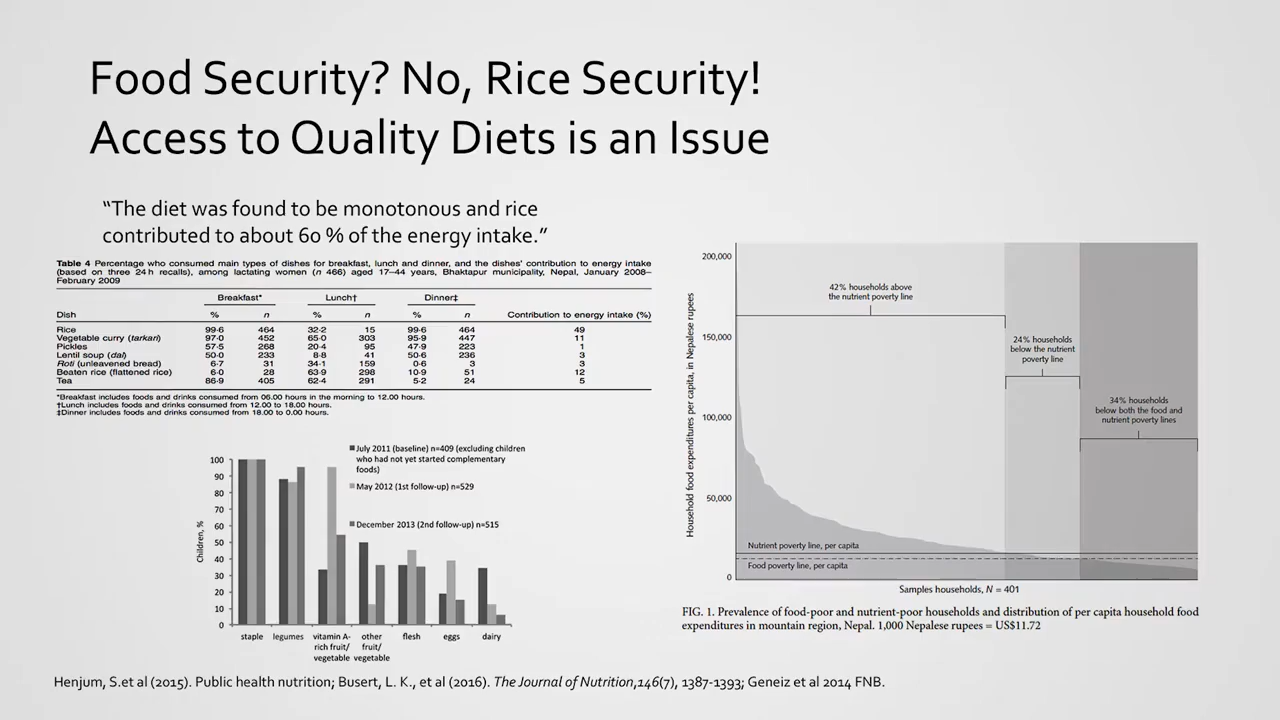 Food Security? No, Rice Security!
Access to Quality Diets is an Issue
“The diet was found to be monotonous and rice
contributed to about 60 % of the energy intake.”
Table 4 Percentage who consumed main types of dishes for breakfast, lunch and dinner, and the dishes' contribution to energy intake
(based on three 24 h recalls), among lactating women (n 466) aged 17–44 years, Bhaktapur municipality, Nepal, January 2008–
February 2009
Breakfast* Lunch† Dinner‡
Dish % n % n % n Contribution to energy intake (%)
Rice 99·6 464 32·2 15 99·6 464 49
Vegetable curry (tarkari) 97·0 452 65·0 303 95·9 447 11
Pickles 57·5 268 20·4 95 47·9 223 1
Lentil soup (dal) 50·0 233 8·8 41 50·6 236 3
Roti (unleavened bread) 6·7 31 34·1 159 0·6 3 3
Beaten rice (flattened rice) 6·0 28 63·9 298 10·9 51 12
Tea 86·9 405 62·4 291 5·2 24 5
*Breakfast includes foods and drinks consumed from 06.00 hours in the morning to 12.00 hours.
†Lunch includes foods and drinks consumed from 12.00 to 18.00 hours.
‡Dinner includes foods and drinks consumed from 18.00 to 0.00 hours.
July 2011 (baseline) n=409 (excluding children
who had not yet started complementary
foods)
May 2012 (1st follow-up) n=529
December 2013 (2nd follow-up) n=515
Children, %
100
90
80
70
60
50
40
30
20
10
0
staple legumes vitamin A- other flesh eggs dairy
rich fruit/ fruit/
vegetable vegetable
Household food expenditures per capita, in Nepalese rupees
200,000
150,000
100,000
50,000
0
42% households above
the nutrient poverty line
24% households
below the nutrient
poverty line
34% households
below both the food and
nutrient poverty lines
Nutrient poverty line, per capita
Food poverty line, per capita
Samples households, N = 401
FIG. 1. Prevalence of food-poor and nutrient-poor households and distribution of per capita household food
expenditures in mountain region, Nepal. 1,000 Nepalese rupees = US$11.72
Henjum, S.et al (2015). Public health nutrition; Busert, L. K., et al (2016). The Journal of Nutrition,146(7), 1387-1393; Geneiz et al 2014 FNB.